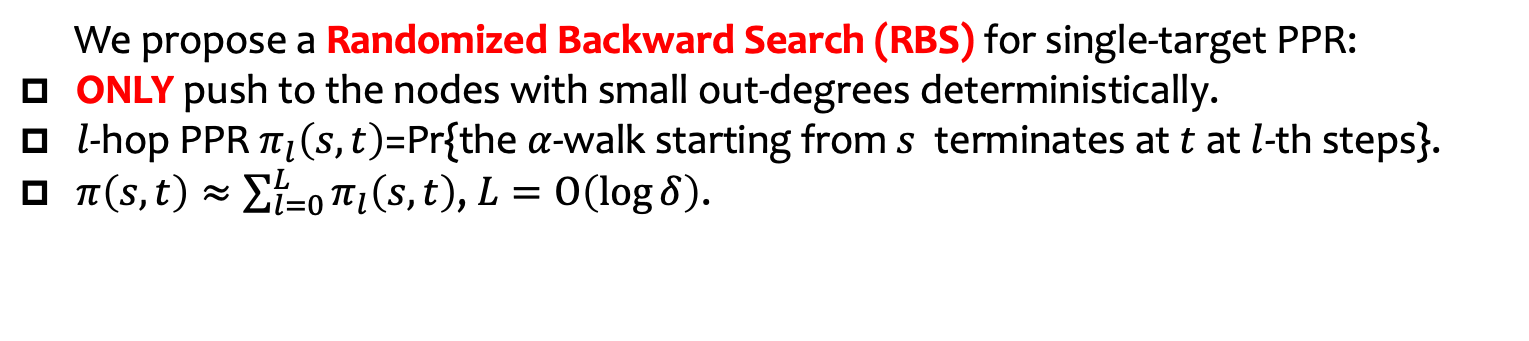 We propose a Randomized Backward Search (RBS) for single-target PPR:
ONLY push to the nodes with small out-degrees deterministically.
l-hop PPR π_l(s, t)=Pr{the α-walk starting from s terminates at t at l-th steps}.
π(s, t) ≈ ∑_{l=0}^{L} π_l(s, t), L = O(log δ).